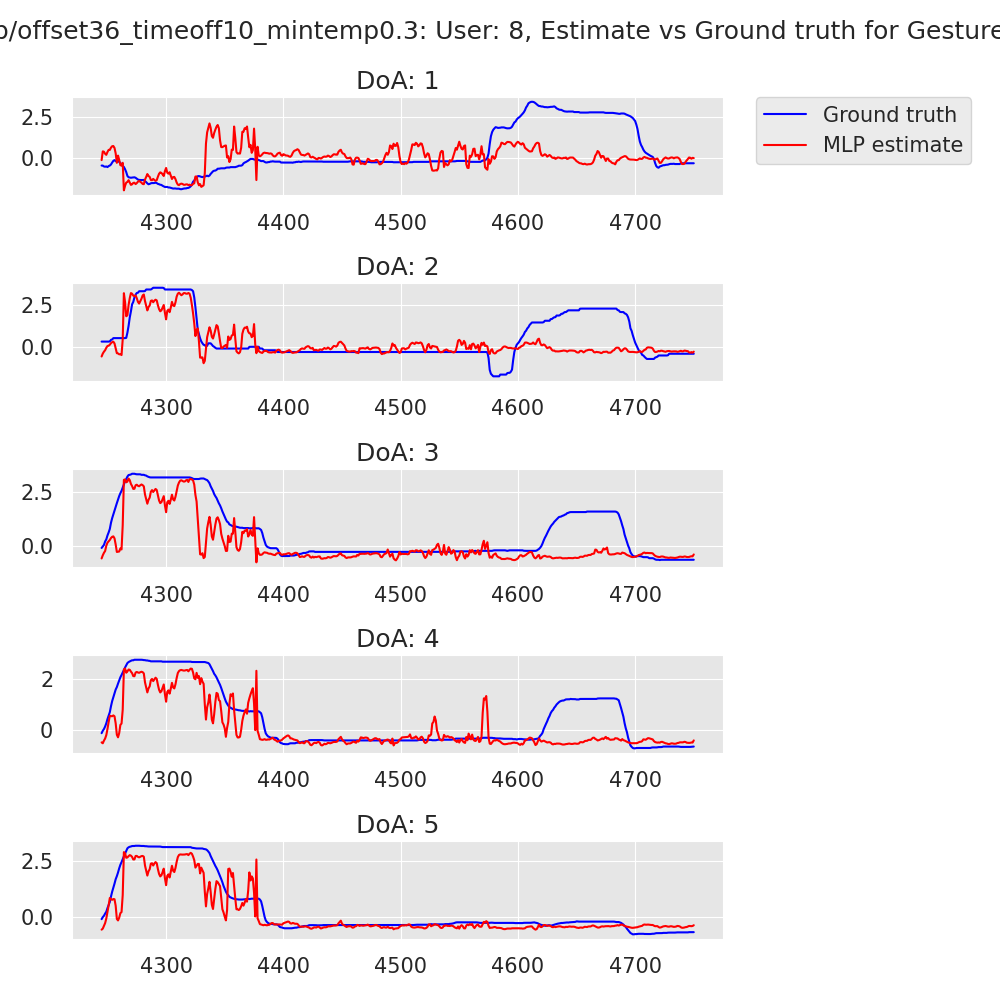 /offset36_timeoff10_mintemp0.3: User: 8, Estimate vs Ground truth for Gesture
DoA: 1
Ground truth
MLP estimate
2.5
0.0
4300 4400 4500 4600 4700
DoA: 2
2.5
0.0
4300 4400 4500 4600 4700
DoA: 3
2.5
0.0
4300 4400 4500 4600 4700
DoA: 4
2
0
4300 4400 4500 4600 4700
DoA: 5
2.5
0.0
4300 4400 4500 4600 4700